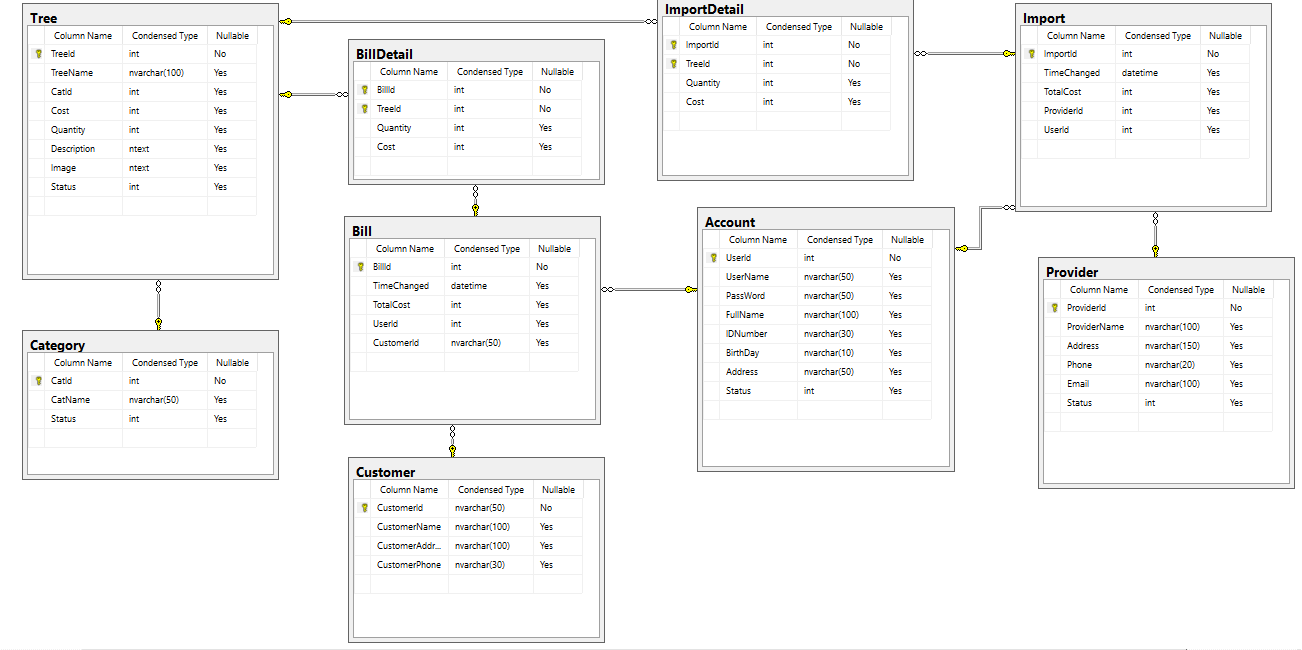 Tree
Column Name Condensed Type Nullable
TreeId int No
TreeName nvarchar(100) Yes
CatId int Yes
Cost int Yes
Quantity int Yes
Description ntext Yes
Image ntext Yes
Status int Yes
BillDetail
Column Name Condensed Type Nullable
BillId int No
TreeId int No
Quantity int Yes
Cost int Yes
ImportDetail
Column Name Condensed Type Nullable
ImportId int No
TreeId int No
Quantity int Yes
Cost int Yes
Import
Column Name Condensed Type Nullable
ImportId int No
TimeChanged datetime Yes
TotalCost int Yes
ProviderId int Yes
UserId int Yes
Bill
Column Name Condensed Type Nullable
BillId int No
TimeChanged datetime Yes
TotalCost int Yes
UserId int Yes
CustomerId nvarchar(50) Yes
Account
Column Name Condensed Type Nullable
UserId int No
UserName nvarchar(50) Yes
PassWord nvarchar(50) Yes
FullName nvarchar(100) Yes
IDNumber nvarchar(30) Yes
BirthDay nvarchar(10) Yes
Address nvarchar(50) Yes
Status int Yes
Provider
Column Name Condensed Type Nullable
ProviderId int No
ProviderName nvarchar(100) Yes
Address nvarchar(150) Yes
Phone nvarchar(20) Yes
Email nvarchar(100) Yes
Status int Yes
Category
Column Name Condensed Type Nullable
CatId int No
CatName nvarchar(50) Yes
Status int Yes
Customer
Column Name Condensed Type Nullable
CustomerId nvarchar(50) No
CustomerName nvarchar(100) Yes
CustomerAddr... nvarchar(100) Yes
CustomerPhone nvarchar(30) Yes